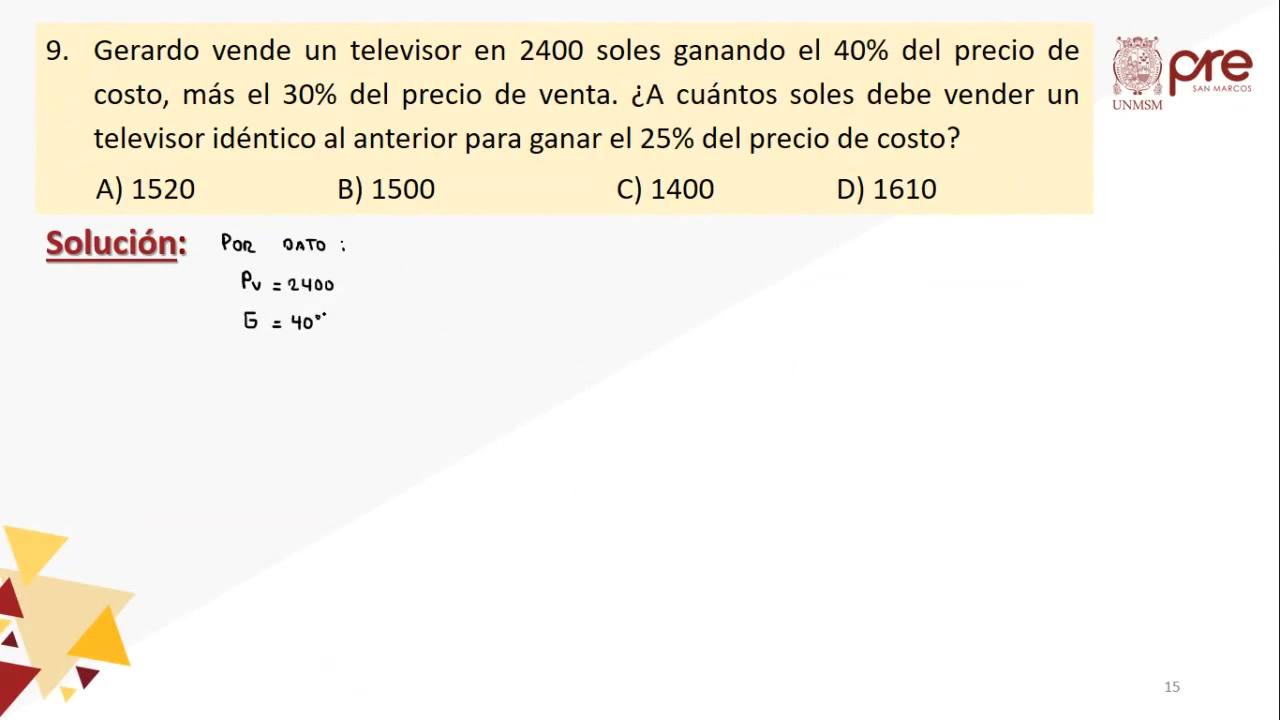 9. Gerardo vende un televisor en 2400 soles ganando el 40% del precio de
costo, más el 30% del precio de venta. ¿A cuántos soles debe vender un
televisor idéntico al anterior para ganar el 25% del precio de costo?
A) 1520 B) 1500 C) 1400 D) 1610
UNMSM
pre
SAN MARCOS
Solución: POR DATO :
Pv = 2400
G = 40
15